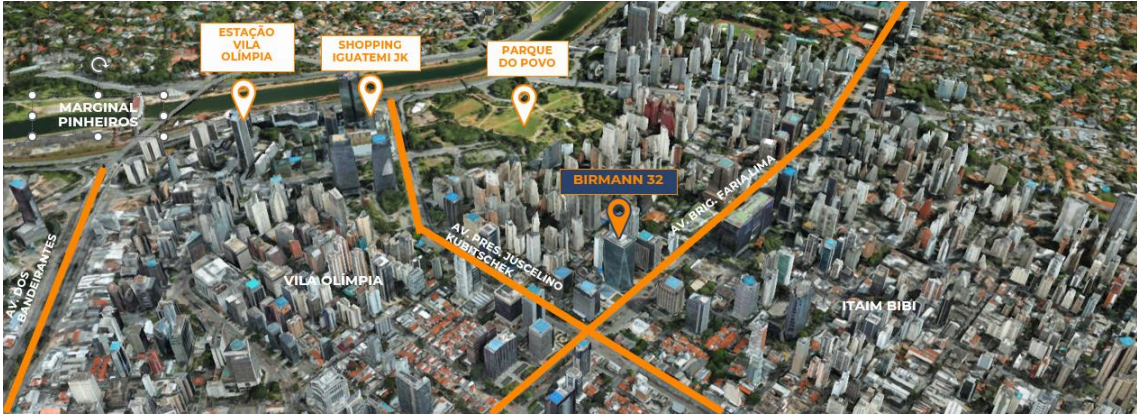 ESTAÇÃO
VILA
OLÍMPIA
SHOPPING
IGUATEMI JK
PARQUE
DO POVO
MARGINAL
PINHEIROS
BIRMANN 32
AV. BRIG. FARIA LIMA
AV. PRES. JUSCELINO
KUBITSCHEK
AV. DOS
BANDEIRANTES
VILA OLÍMPIA
ITAIM BIBI